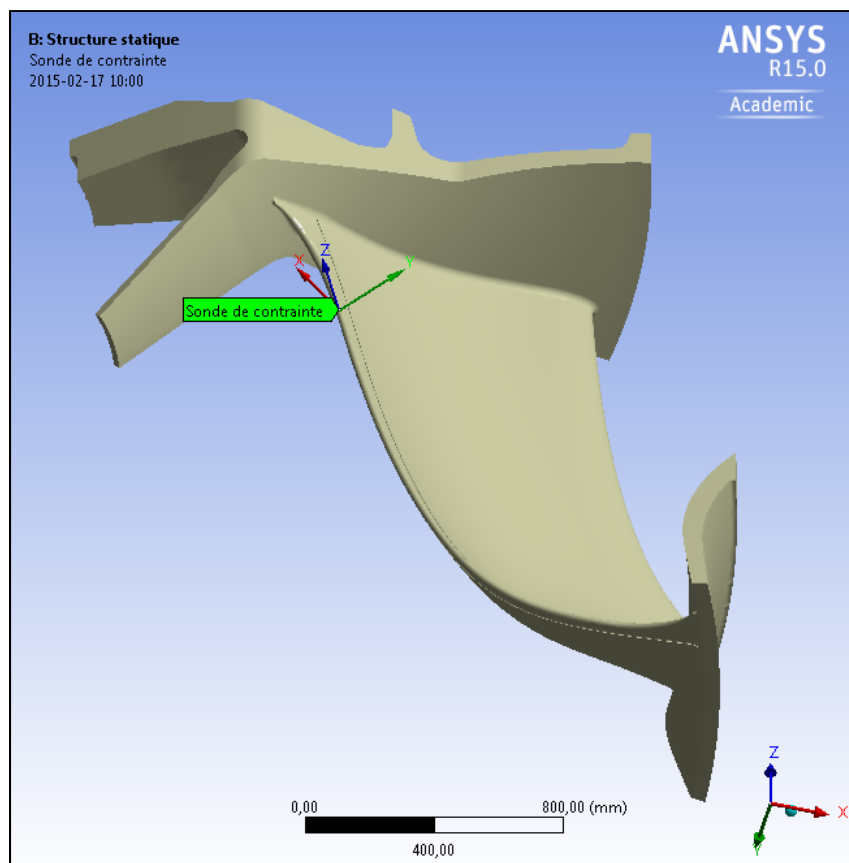 B: Structure statique
Sonde de contrainte
2015-02-17 10:00
ANSYS
R15.0
Academic
X
Z
Y
Sonde de contrainte
0,00
800,00 (mm)
400,00
Z
X
Y